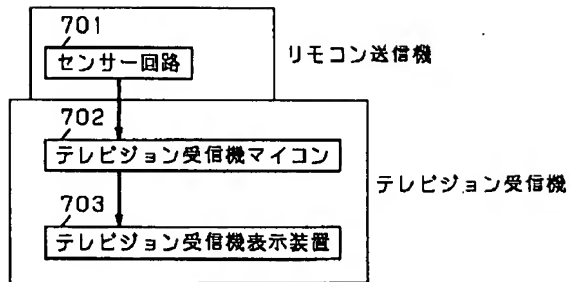 701
センサー回路
リモコン送信機
702
テレビジョン受信機マイコン
テレビジョン受信機
703
テレビジョン受信機表示装置